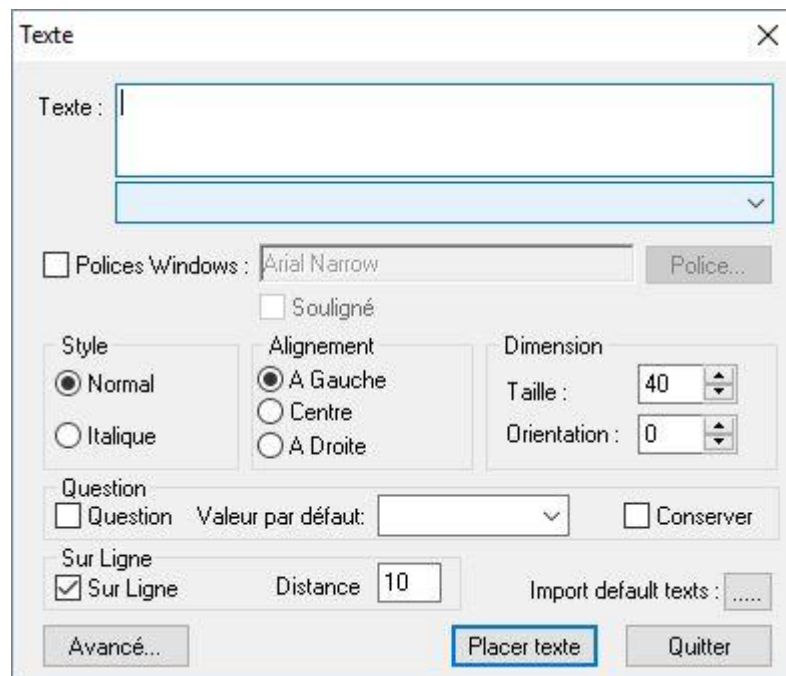 Texte
Texte :
Polices Windows : Arial Narrow Police...
Souligné
Style Alignement Dimension
Normal A Gauche Taille : 40
Centre
Italique A Droite Orientation : 0
Question
Question Valeur par défaut: Conserver
Sur Ligne
Sur Ligne Distance 10 Import default texts : .....
Avancé... Placer texte Quitter